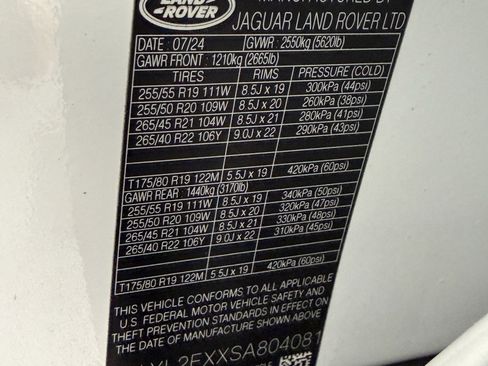 LAND
ROVER
MANUFACTURED BY
JAGUAR LAND ROVER LTD
DATE : 07/24 GVWR : 2550kg (5620lb)
GAWR FRONT : 1210kg (2665lb)
TIRES RIMS PRESSURE (COLD)
255/55 R19 111W 8.5J x 19 300kPa (44psi)
255/50 R20 109W 8.5J x 20 260kPa (38psi)
265/45 R21 104W 8.5J x 21 280kPa (41psi)
265/40 R22 106Y 9.0J x 22 290kPa (43psi)
T175/80 R19 122M 5.5J x 19 420kPa (60psi)
GAWR REAR : 1440kg (3170lb)
255/55 R19 111W 8.5J x 19 340kPa (50psi)
255/50 R20 109W 8.5J x 20 320kPa (47psi)
265/45 R21 104W 8.5J x 21 330kPa (48psi)
265/40 R22 106Y 9.0J x 22 310kPa (45psi)
T175/80 R19 122M 5.5J x 19 420kPa (60psi)
THIS VEHICLE CONFORMS TO ALL APPLICABLE
U.S FEDERAL MOTOR VEHICLE SAFETY AND
THEFT PREVENTION STANDARDS IN EFFECT ON
THE DATE OF MANUFACTURE SHOWN ABOVE
YL2FXXSA804081